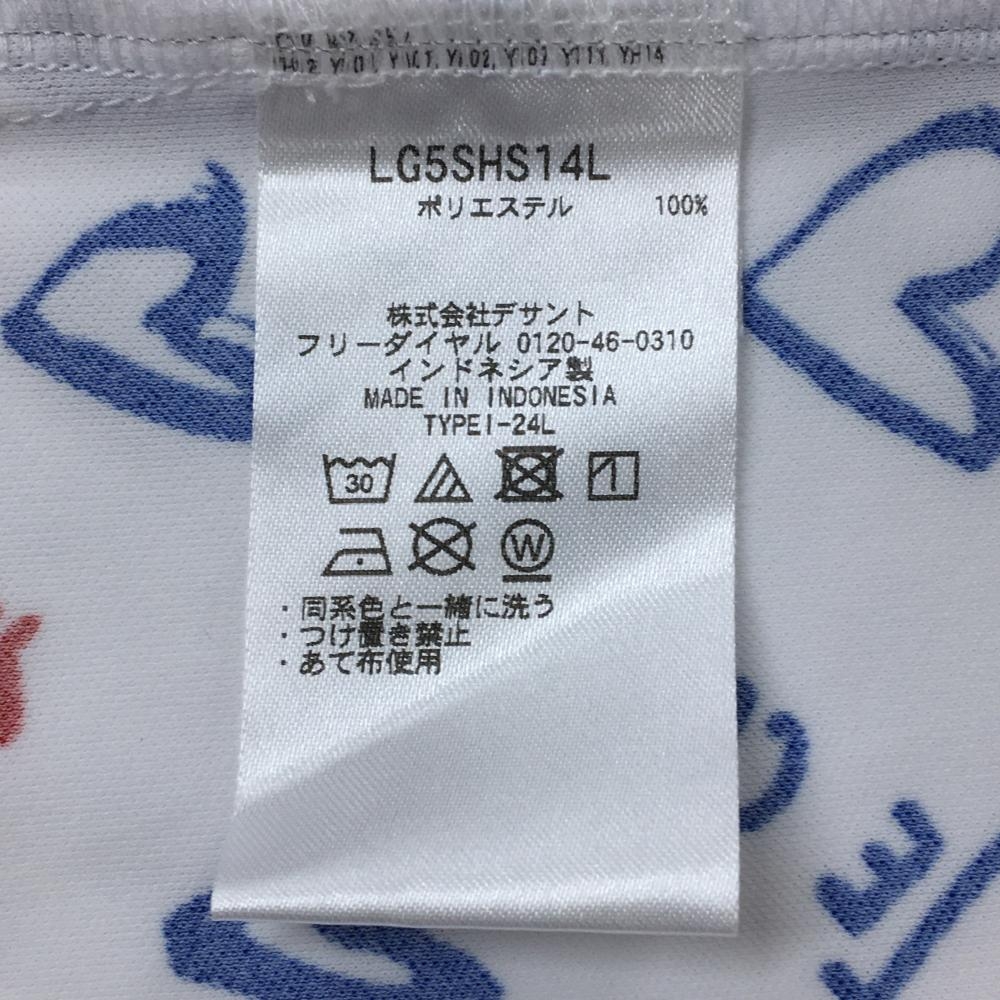 LG5SHS14L
ポリエステル 100%
株式会社デサント
フリーダイヤル 0120-46-0310
インドネシア製
MADE IN INDONESIA
TYPEI-24L
30
W
・同系色と一緒に洗う
・つけ置き禁止
・あて布使用